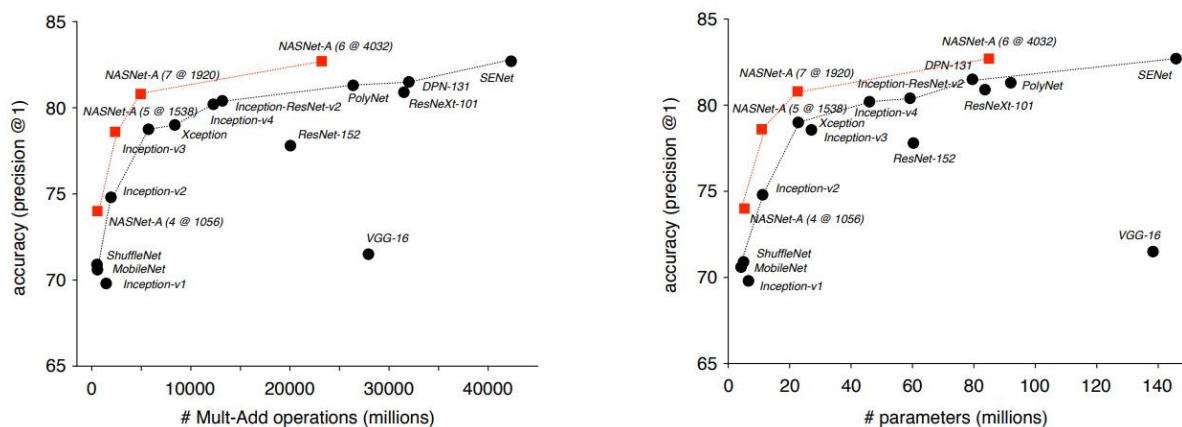 85
80
75
70
65
accuracy (precision @1)
NASNet-A (6 @ 4032)
NASNet-A (7 @ 1920)
SENet
DPN-131
PolyNet
ResNeXt-101
Inception-ResNet-v2
NASNet-A (5 @ 1538)
Inception-v4
Xception
ResNet-152
Inception-v3
Inception-v2
NASNet-A (4 @ 1056)
VGG-16
ShuffleNet
MobileNet
Inception-v1
0 10000 20000 30000 40000
# Mult-Add operations (millions)
85
80
75
70
65
accuracy (precision @1)
NASNet-A (6 @ 4032)
DPN-131
NASNet-A (7 @ 1920)
SENet
Inception-ResNet-v2
PolyNet
ResNeXt-101
NASNet-A (5 @ 1538)
Inception-v4
Xception
Inception-v3
ResNet-152
Inception-v2
NASNet-A (4 @ 1056)
VGG-16
ShuffleNet
MobileNet
Inception-v1
0 20 40 60 80 100 120 140
# parameters (millions)